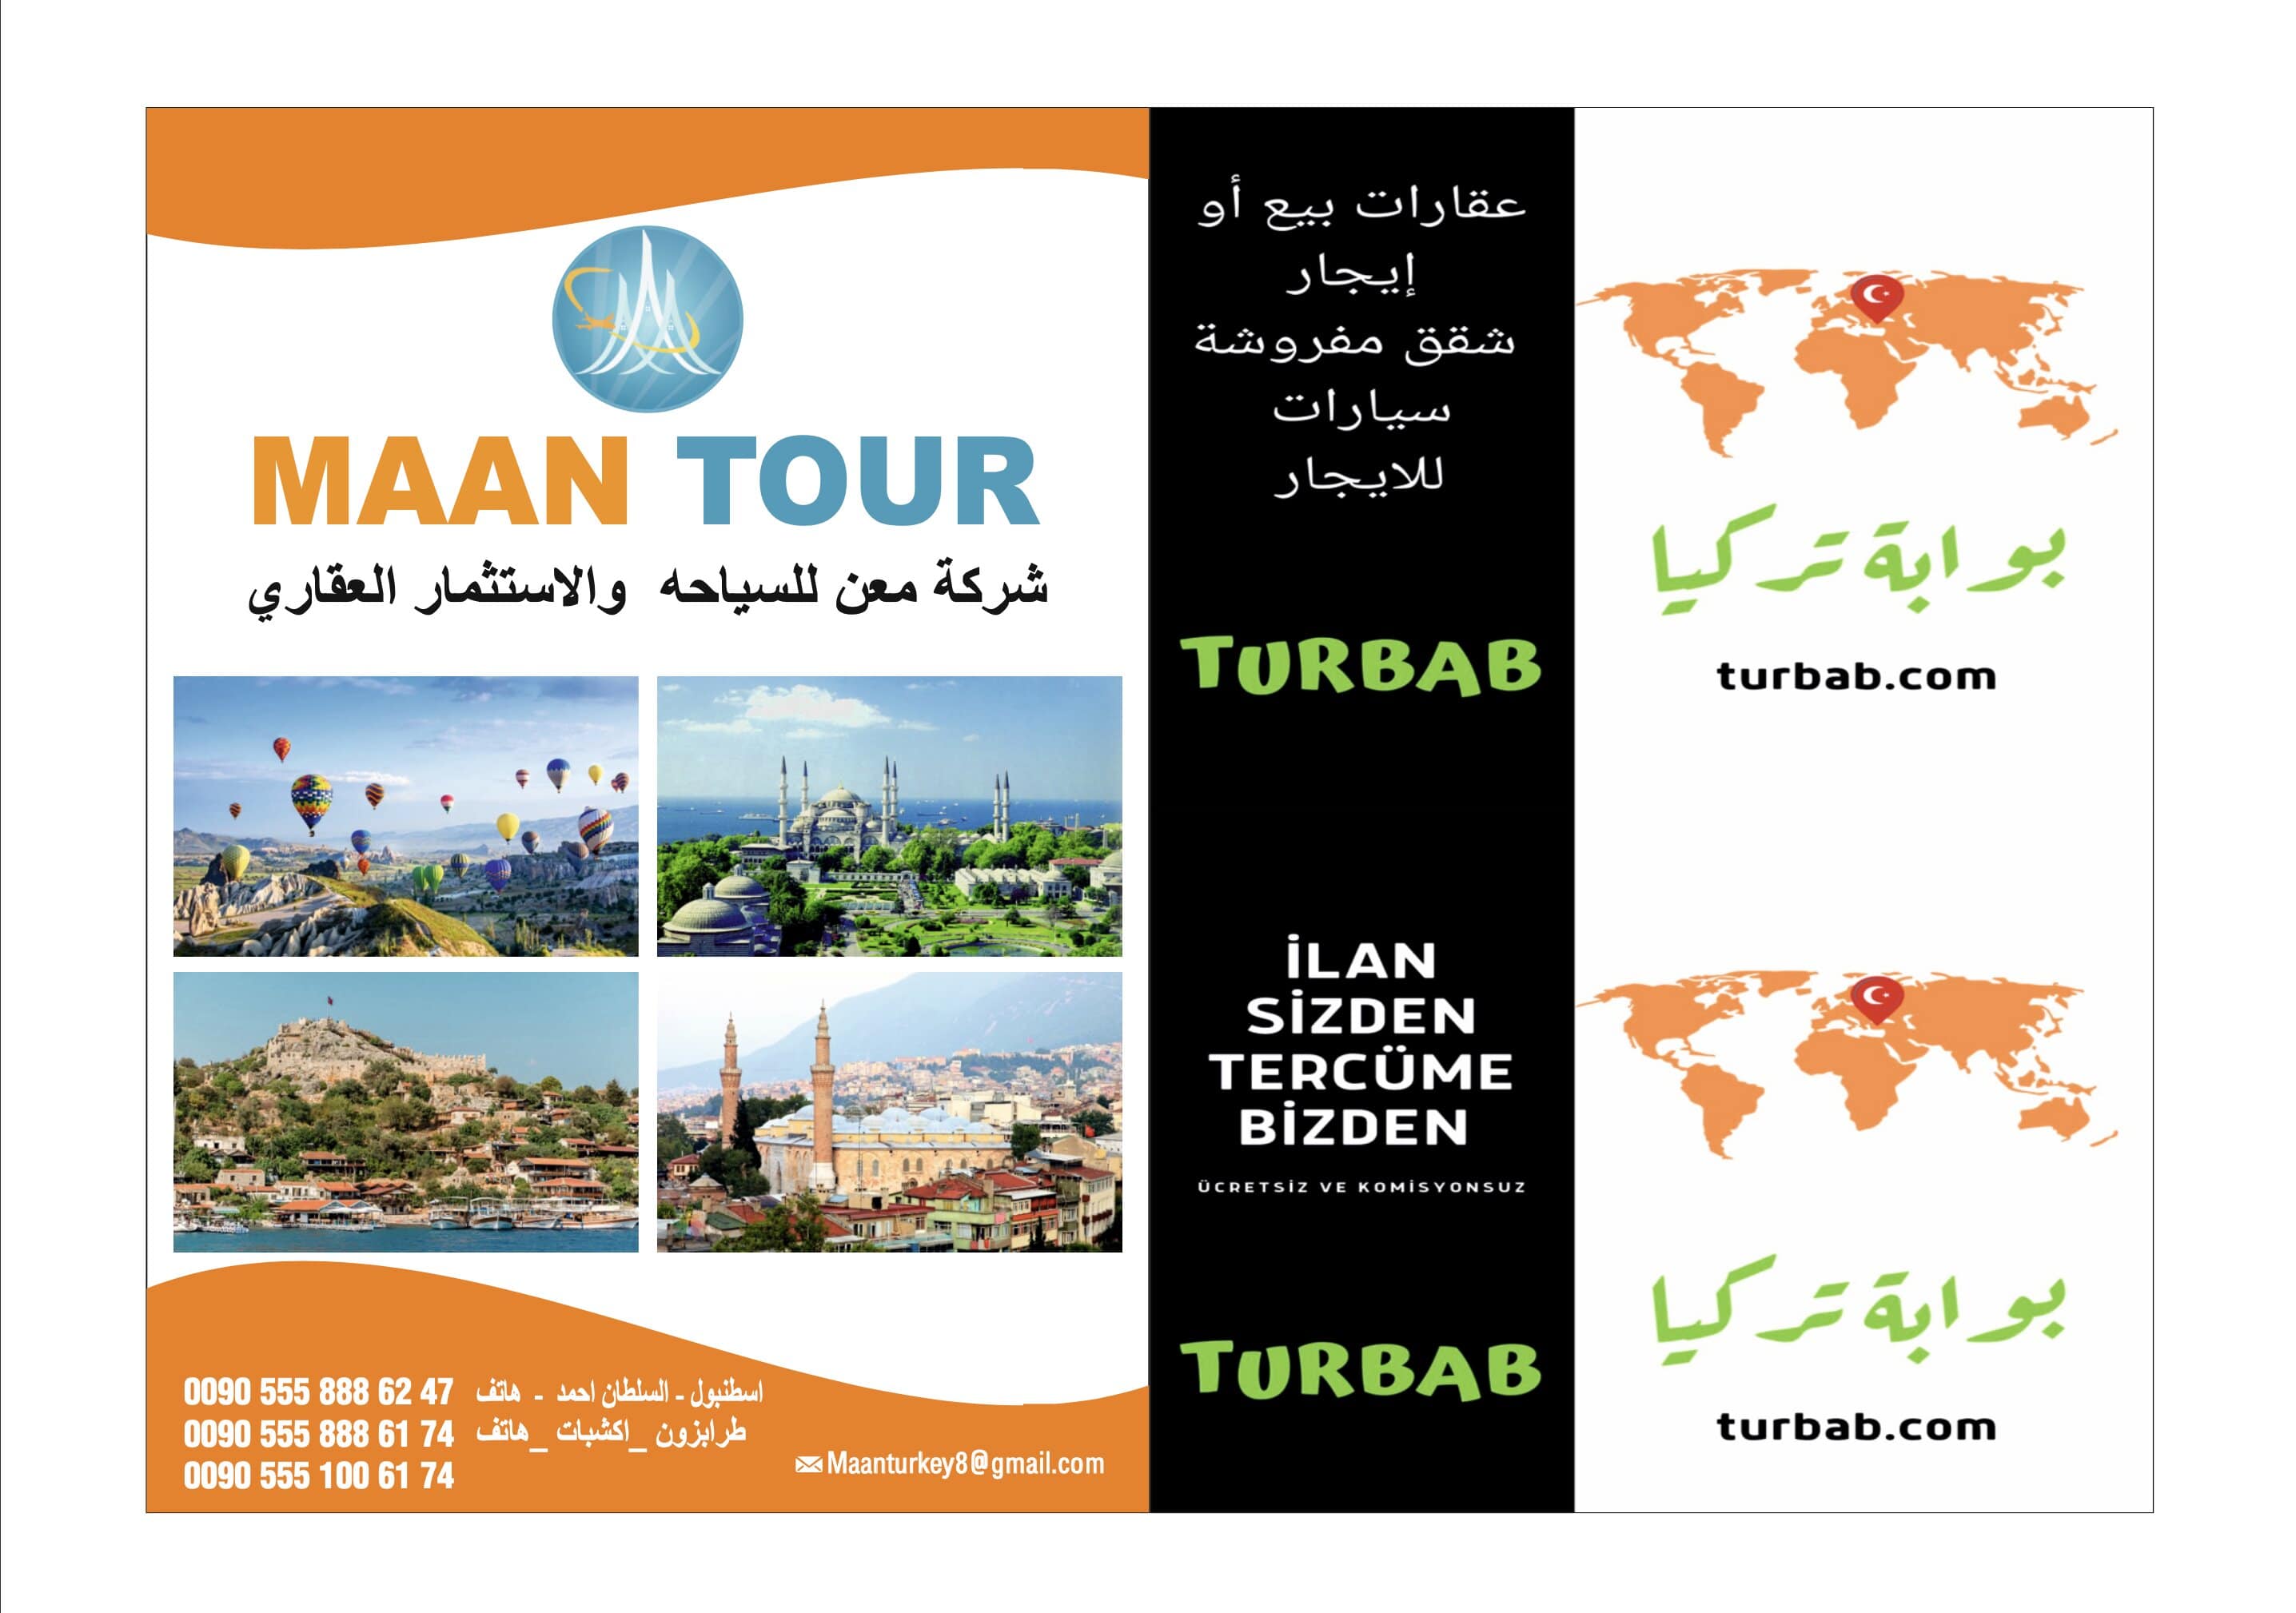 MAAN TOUR
شركة معن للسياحه والاستثمار العقاري
0090 555 888 62 47 اسطنبول - السلطان احمد - هاتف
0090 555 888 61 74 طرابزون _ اكشبات _ هاتف
0090 555 100 61 74
Maanturkey8@gmail.com
عقارات بيع أو
إيجار
شقق مفروشة
سيارات
للايجار
TURBAB
İLAN
SİZDEN
TERCÜME
BİZDEN
ÜCRETSİZ VE KOMİSYONSUZ
TURBAB
بوابة تركيا
turbab.com
بوابة تركيا
turbab.com